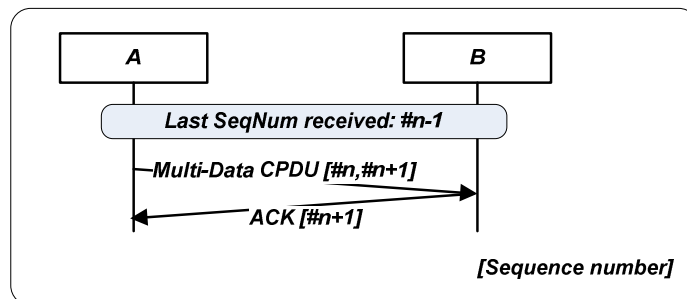 A
B
Last SeqNum received: #n-1
Multi-Data CPDU [#n,#n+1]
ACK [#n+1]
[Sequence number]